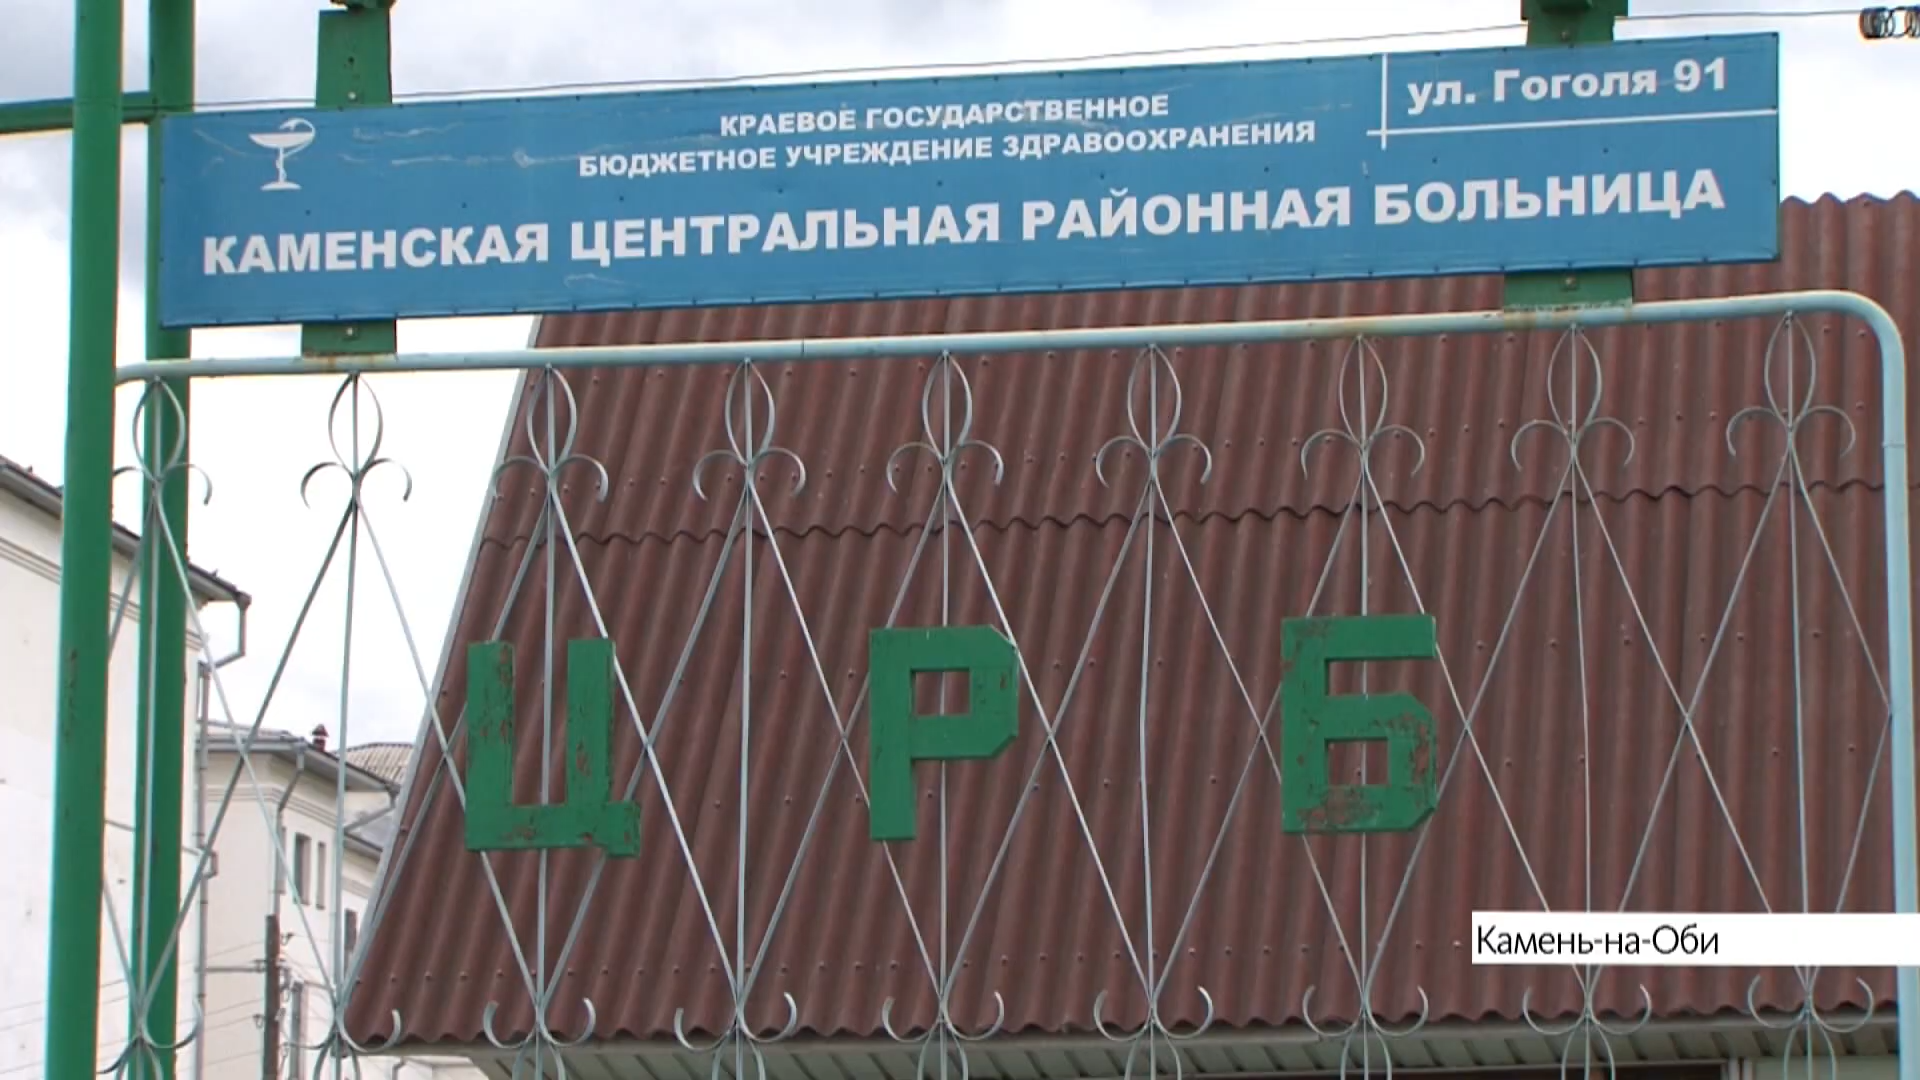 КРАЕВОЕ ГОСУДАРСТВЕННОЕ
БЮДЖЕТНОЕ УЧРЕЖДЕНИЕ ЗДРАВООХРАНЕНИЯ
ул. Гоголя 91
КАМЕНСКАЯ ЦЕНТРАЛЬНАЯ РАЙОННАЯ БОЛЬНИЦА
ЦРБ
Камень-на-Оби